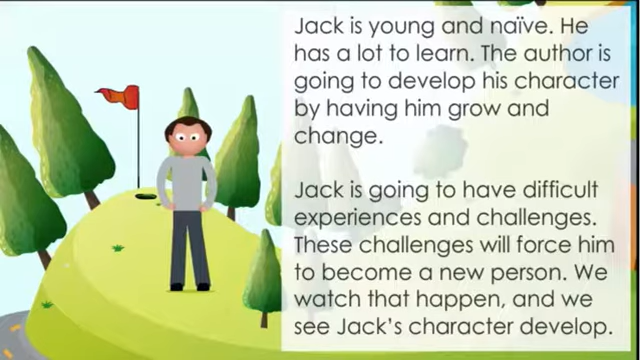 Jack is young and naïve. He
has a lot to learn. The author is
going to develop his character
by having him grow and
change.
Jack is going to have difficult
experiences and challenges.
These challenges will force him
to become a new person. We
watch that happen, and we
see Jack's character develop.